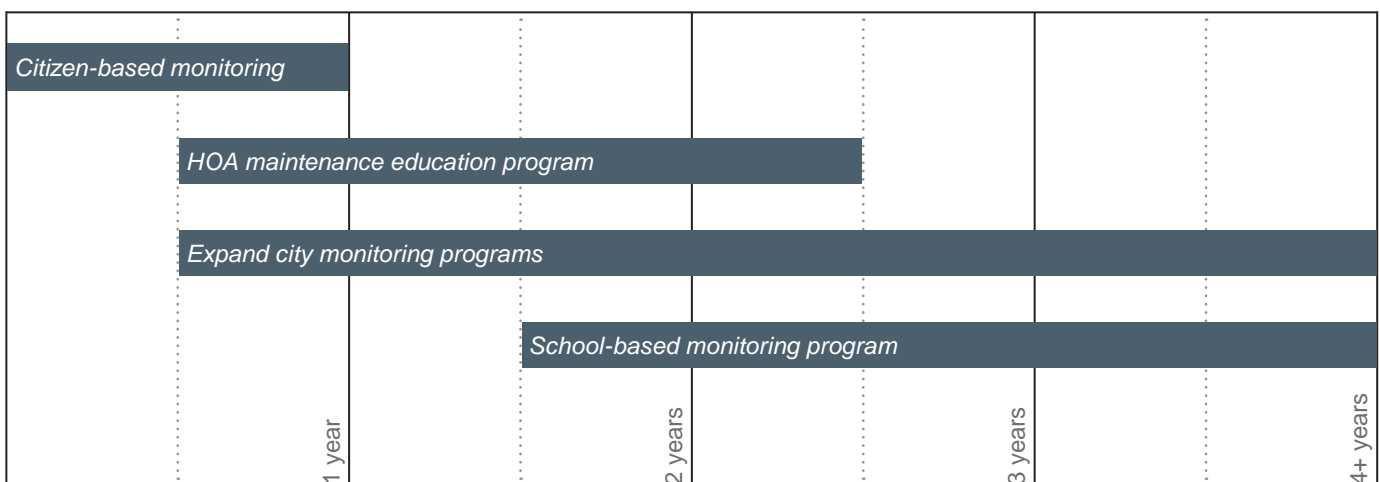 Citizen-based monitoring
HOA maintenance education program
Expand city monitoring programs
School-based monitoring program
1 year
2 years
3 years
4+ years